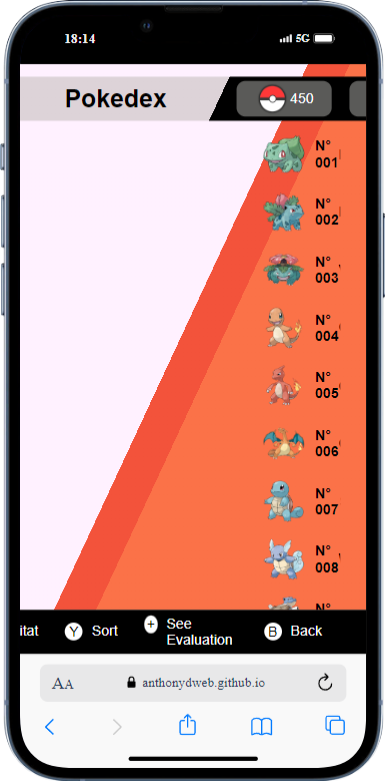 18:14
5G
Pokedex
450
N°
001
N°
002
N°
003
N°
004
N°
005
N°
006
N°
007
N°
008
N°
itat
Y Sort
+ See
Evaluation
B Back
AA
anthonydweb.github.io